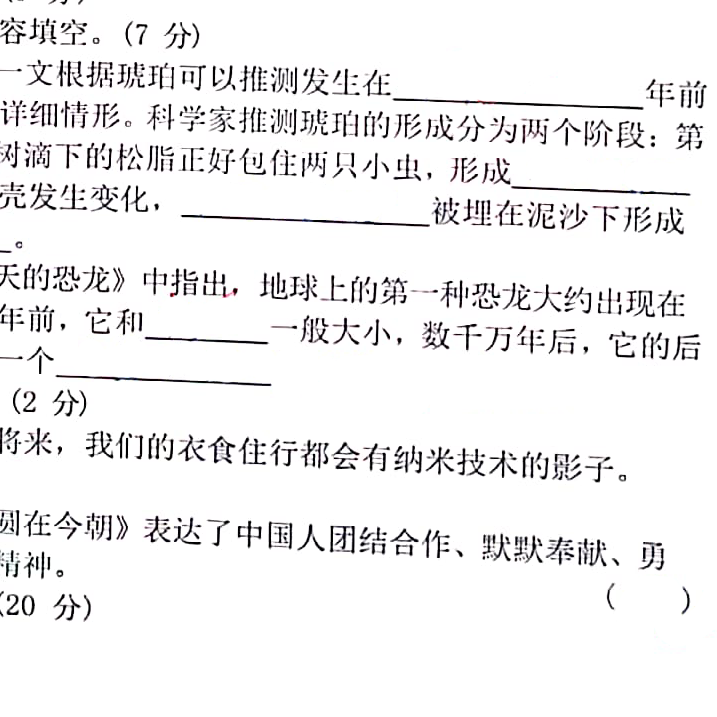 容填空。(7 分)
一文根据琥珀可以推测发生在________年前
详细情形。科学家推测琥珀的形成分为两个阶段：第
树滴下的松脂正好包住两只小虫，形成________
壳发生变化，________被埋在泥沙下形成
_。
天的恐龙》中指出，地球上的第一种恐龙大约出现在
年前，它和________一般大小，数千万年后，它的后
一个________
(2 分)
将来，我们的衣食住行都会有纳米技术的影子。
圆在今朝》表达了中国人团结合作、默默奉献、勇
精神。
(20 分) (    )